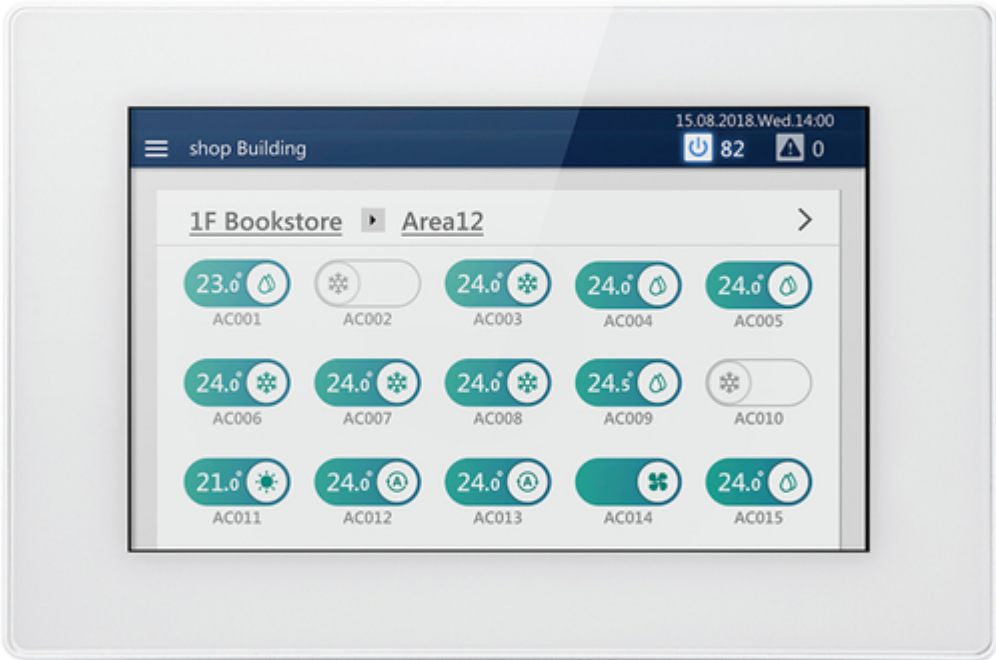 15.08.2018.Wed.14:00
shop Building 82 0
1F Bookstore Area12
23.0° 24.0° 24.0° 24.0°
AC001 AC002 AC003 AC004 AC005
24.0° 24.0° 24.0° 24.5°
AC006 AC007 AC008 AC009 AC010
21.0° A 24.0° A 24.0° 24.0°
AC011 AC012 AC013 AC014 AC015